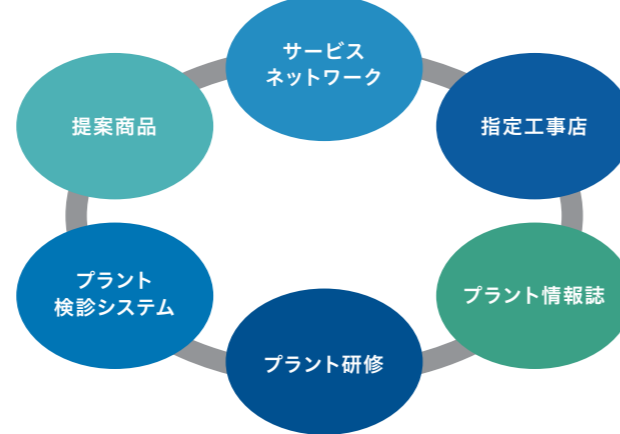 サービス
ネットワーク
提案商品
指定工事店
プラント
検診システム
プラント情報誌
プラント研修